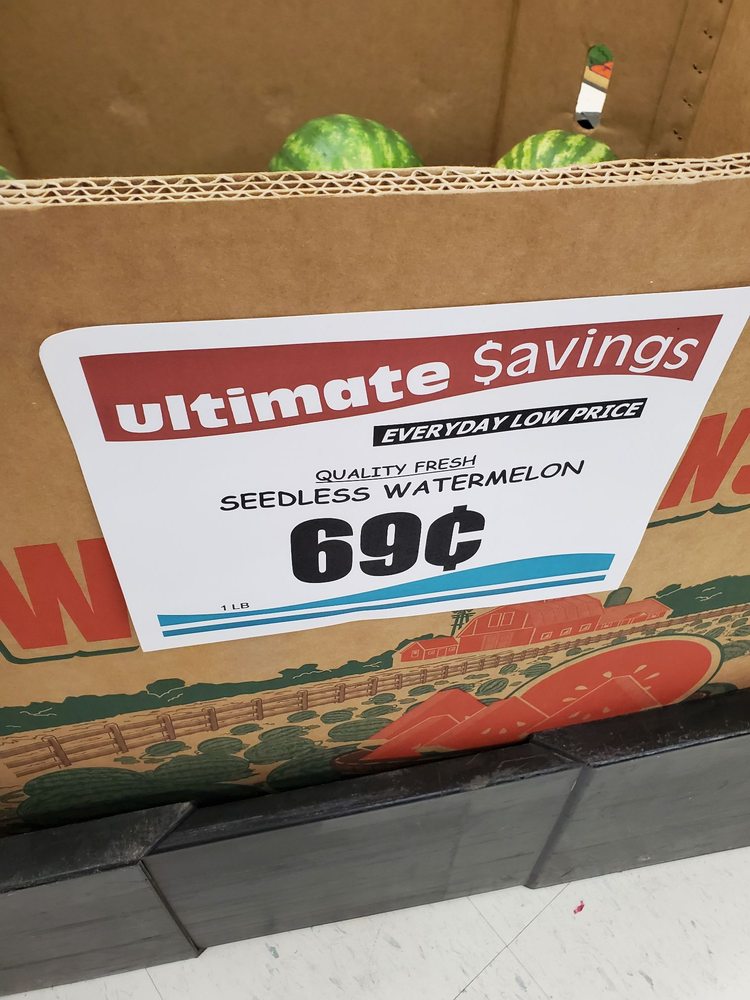 ultimate $avings
EVERYDAY LOW PRICE
QUALITY FRESH
SEEDLESS WATERMELON
69¢
1 LB